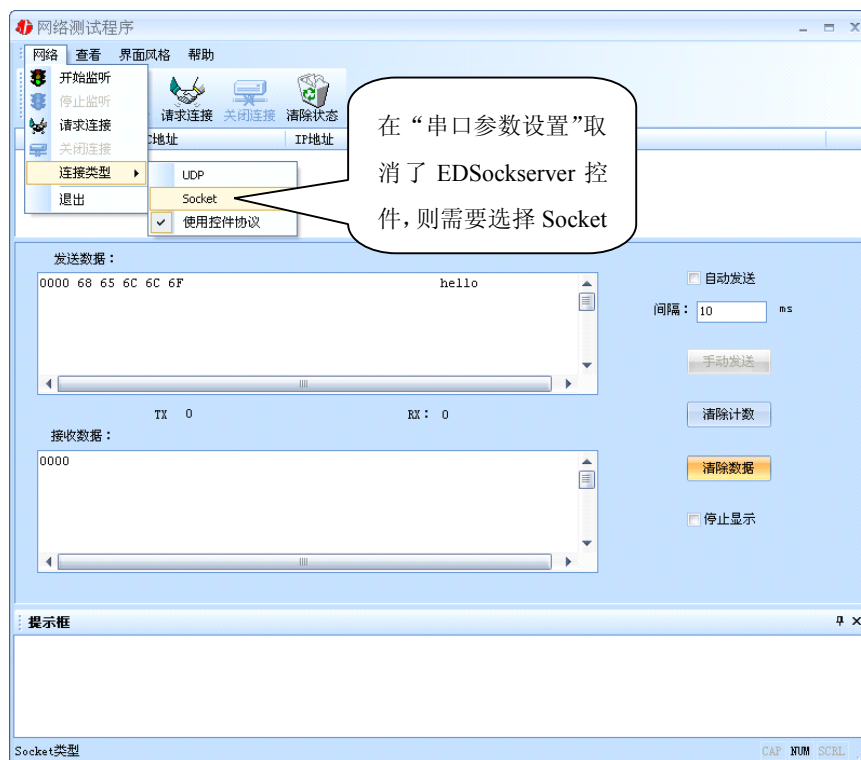 网络测试程序
网络 查看 界面风格 帮助
开始监听
停止监听
请求连接
关闭连接
连接类型
退出
请求连接 关闭连接 清除状态
地址 IP地址
UDP
Socket
使用控件协议
在“串口参数设置”取
消了 EDSockserver 控
件，则需要选择 Socket
发送数据：
0000 68 65 6C 6C 6F hello
自动发送
间隔： 10 ms
手动发送
TX 0 RX： 0
清除计数
接收数据：
0000
清除数据
停止显示
提示框
Socket类型 CAP NUM SCRL